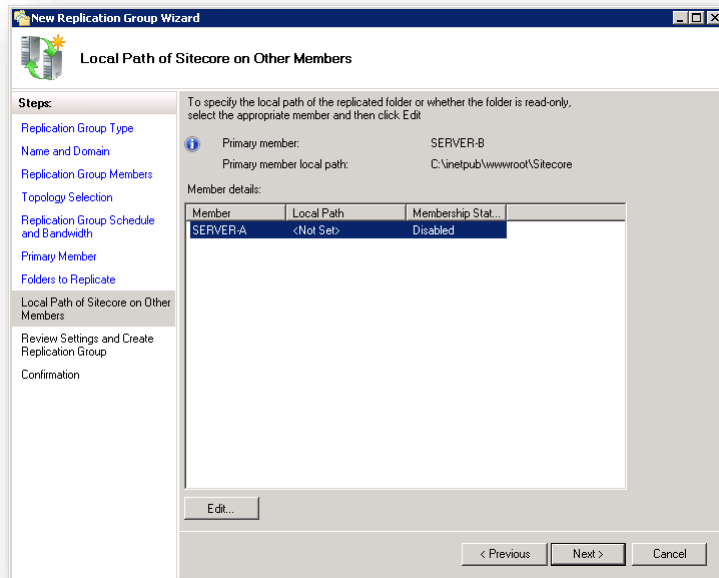 New Replication Group Wizard
Local Path of Sitecore on Other Members
Steps:
Replication Group Type
Name and Domain
Replication Group Members
Topology Selection
Replication Group Schedule
and Bandwidth
Primary Member
Folders to Replicate
Local Path of Sitecore on Other
Members
Review Settings and Create
Replication Group
Confirmation
To specify the local path of the replicated folder or whether the folder is read-only,
select the appropriate member and then click Edit
Primary member: SERVER-B
Primary member local path: C:\inetpub\wwwroot\Sitecore
Member details:
Member Local Path Membership Stat...
SERVER-A <Not Set> Disabled
Edit...
< Previous Next > Cancel